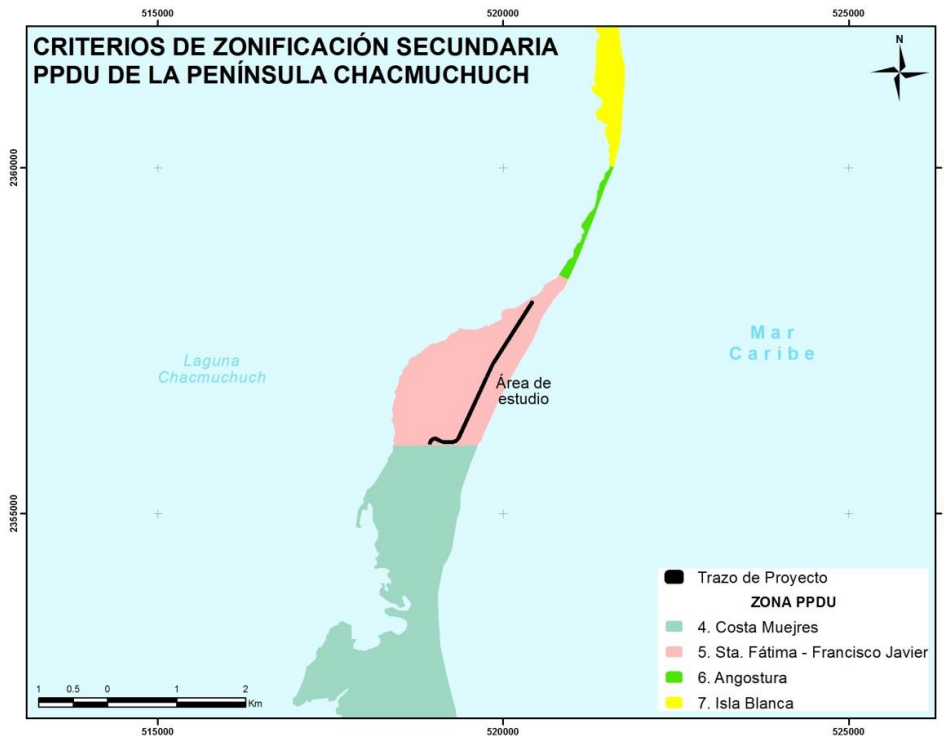 515000
520000
525000
CRITERIOS DE ZONIFICACIÓN SECUNDARIA
PPDU DE LA PENÍNSULA CHACMUCHUCH
N
2360000
Mar
Caribe
Laguna
Chacmuchuch
Área de
estudio
2355000
Trazo de Proyecto
ZONA PPDU
4. Costa Muejres
5. Sta. Fátima - Francisco Javier
6. Angostura
7. Isla Blanca
1 0.5 0 1 2
Km
515000
520000
525000